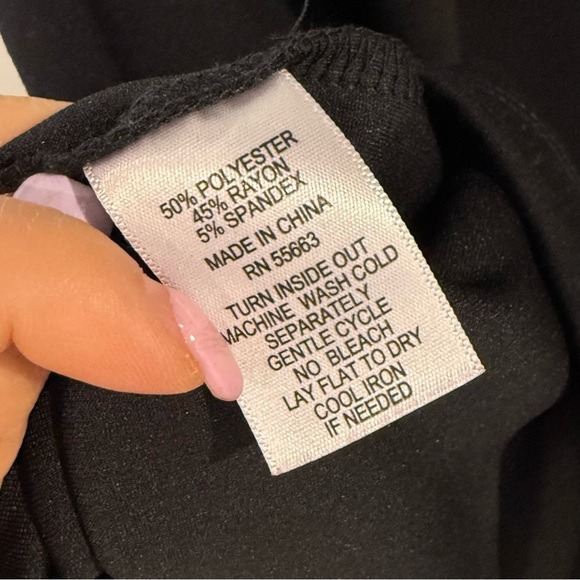 50% POLYESTER
45% RAYON
5% SPANDEX
MADE IN CHINA
RN 55663
TURN INSIDE OUT
MACHINE WASH COLD
SEPARATELY
GENTLE CYCLE
NO BLEACH
LAY FLAT TO DRY
COOL IRON
IF NEEDED